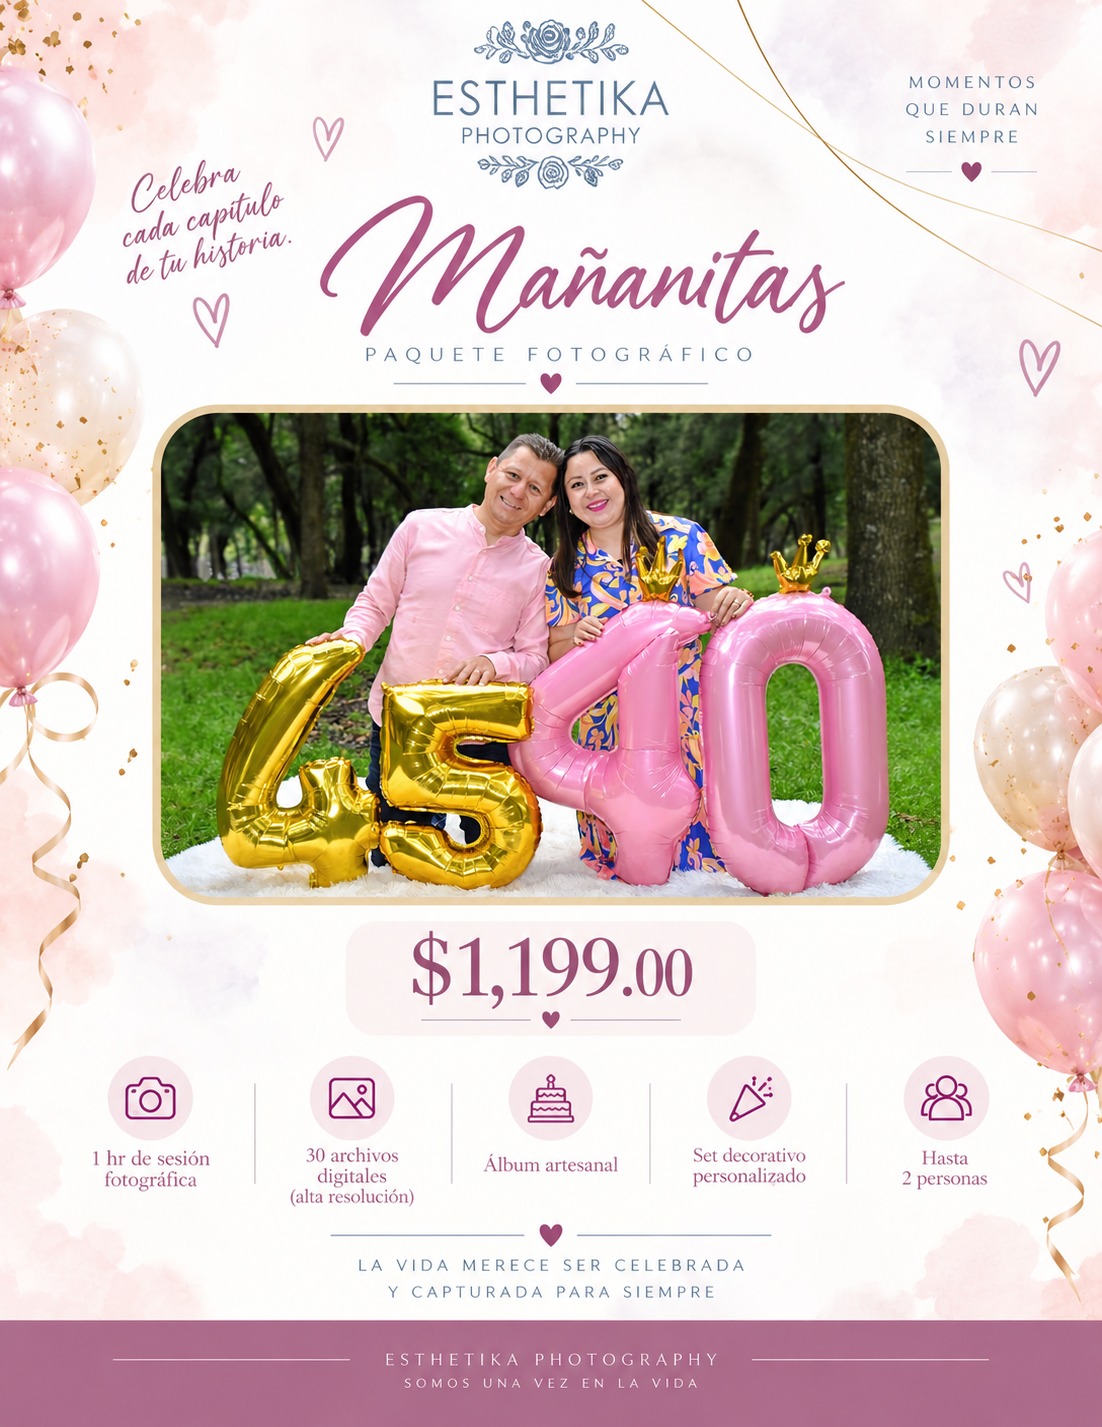 ESTHETIKA
PHOTOGRAPHY
MOMENTOS
QUE DURAN
SIEMPRE
Celebra
cada capítulo
de tu historia.
Mañanitas
PAQUETE FOTOGRÁFICO
45 40
$1,199.00
1 hr de sesión
fotográfica
30 archivos
digitales
(alta resolución)
Álbum artesanal
Set decorativo
personalizado
Hasta
2 personas
LA VIDA MERECE SER CELEBRADA
Y CAPTURADA PARA SIEMPRE
ESTHETIKA PHOTOGRAPHY
SOMOS UNA VEZ EN LA VIDA